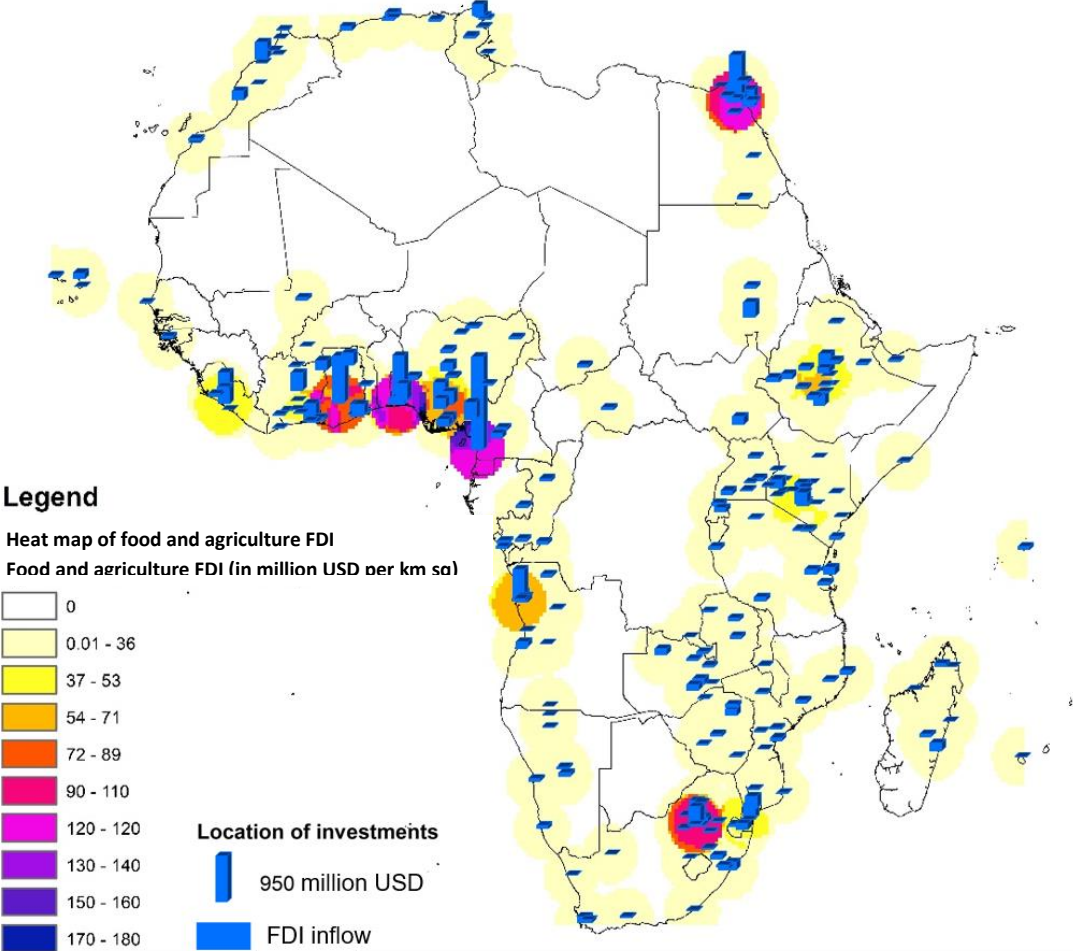 Legend
Heat map of food and agriculture FDI
Food and agriculture FDI (in million USD per km sq)
0
0.01 - 36
37 - 53
54 - 71
72 - 89
90 - 110
120 - 120
130 - 140
150 - 160
170 - 180
Location of investments
950 million USD
FDI inflow